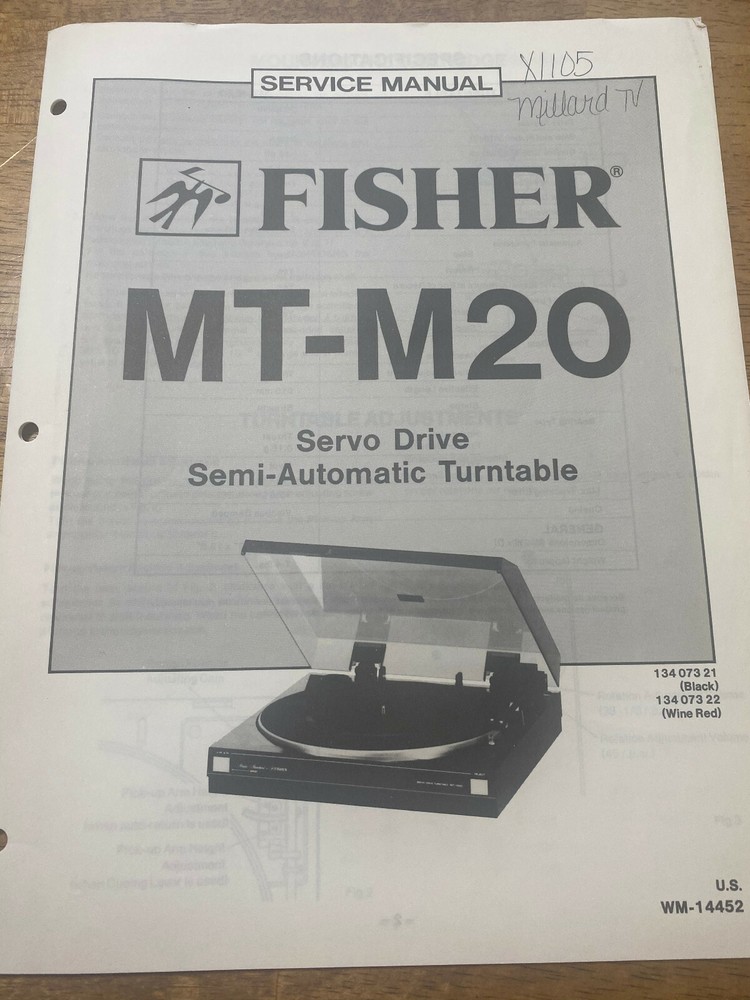 SERVICE MANUAL
X1105
Millard TV
FISHER®
MT-M20
Servo Drive
Semi-Automatic Turntable
134 073 21
(Black)
134 073 22
(Wine Red)
FISHER
U.S.
WM-14452